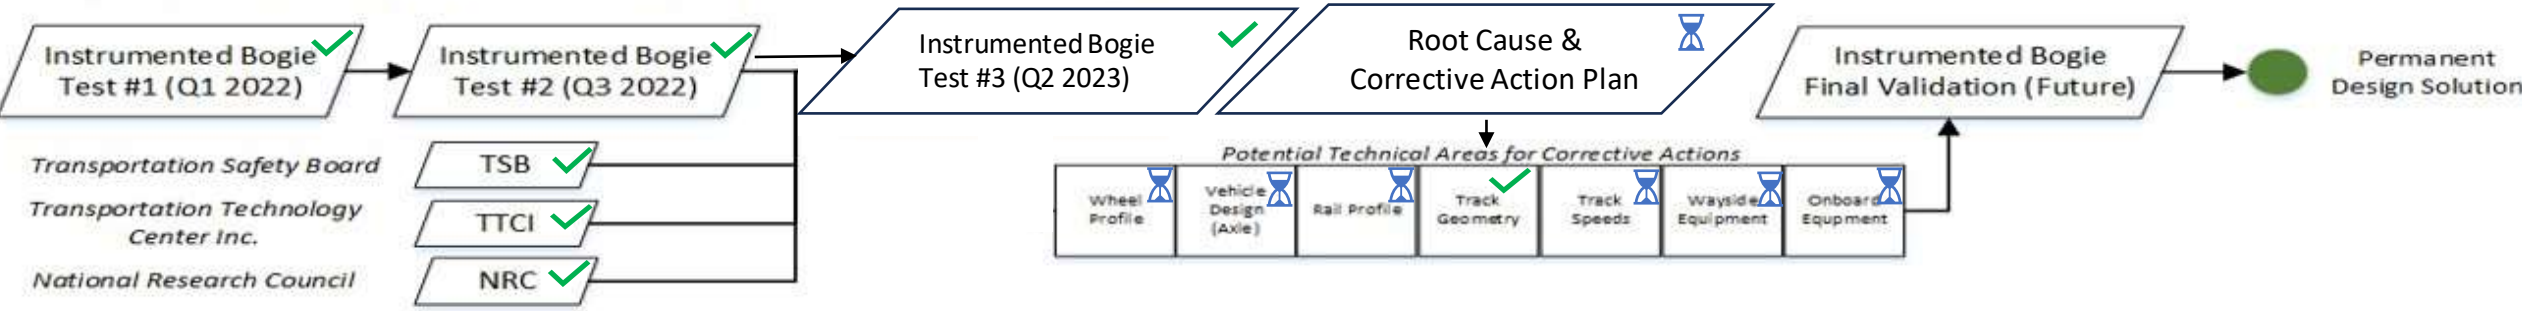 Instrumented Bogie
Test #1 (Q1 2022)
Instrumented Bogie
Test #2 (Q3 2022)
Instrumented Bogie
Test #3 (Q2 2023)
Root Cause &
Corrective Action Plan
Instrumented Bogie
Final Validation (Future)
Permanent
Design Solution
Transportation Safety Board
TSB
Transportation Technology
Center Inc.
TTCI
National Research Council
NRC
Potential Technical Areas for Corrective Actions
Wheel
Profile
Vehicle
Design
(Axle)
Rail Profile
Track
Geometry
Track
Speeds
Wayside
Equipment
Onboard
Equpment